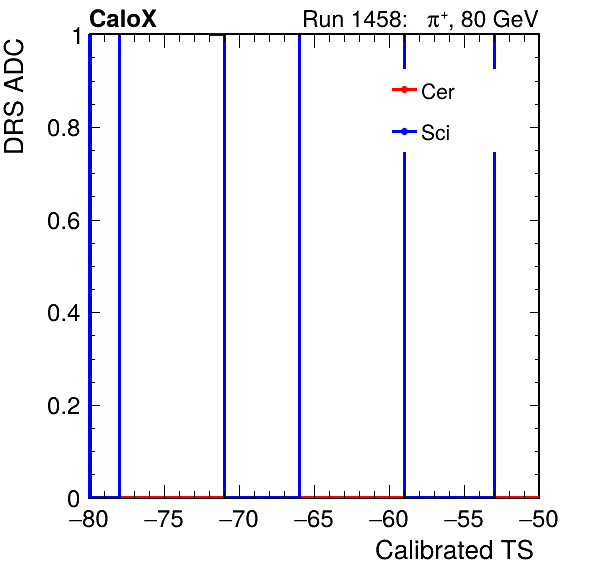 CaloX Run 1458: π⁺, 80 GeV
DRS ADC
1
0.8
0.6
0.4
0.2
0
Cer
Sci
−80 −75 −70 −65 −60 −55 −50
Calibrated TS